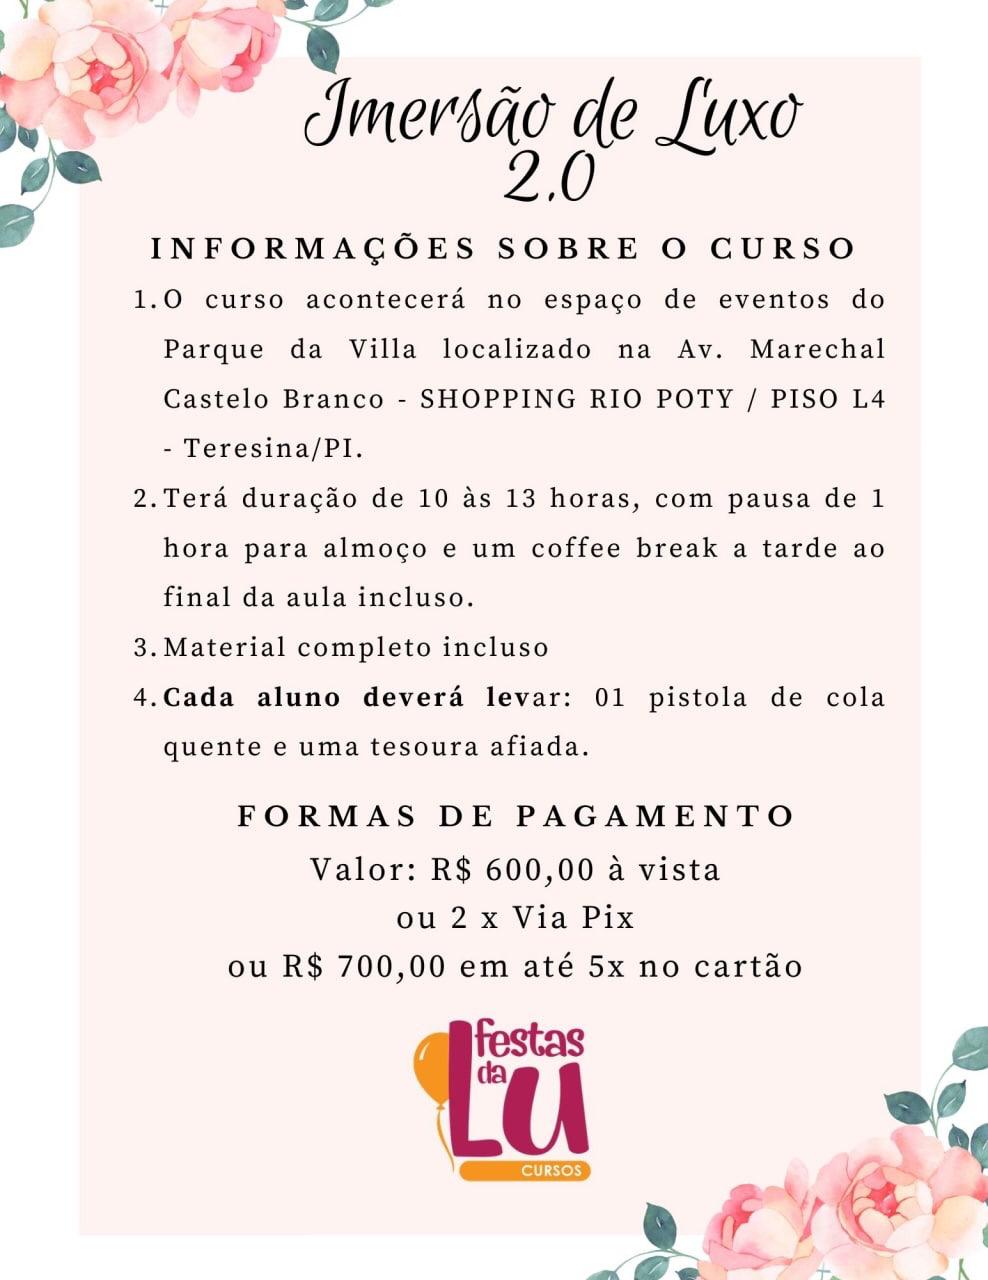 Imersão de Luxo
2.0
INFORMAÇÕES SOBRE O CURSO
1. O curso acontecerá no espaço de eventos do
Parque da Villa localizado na Av. Marechal
Castelo Branco - SHOPPING RIO POTY / PISO L4
- Teresina/PI.
2. Terá duração de 10 às 13 horas, com pausa de 1
hora para almoço e um coffee break a tarde ao
final da aula incluso.
3. Material completo incluso
4. Cada aluno deverá levar: 01 pistola de cola
quente e uma tesoura afiada.
FORMAS DE PAGAMENTO
Valor: R$ 600,00 à vista
ou 2 x Via Pix
ou R$ 700,00 em até 5x no cartão
festas
da
Lu
CURSOS